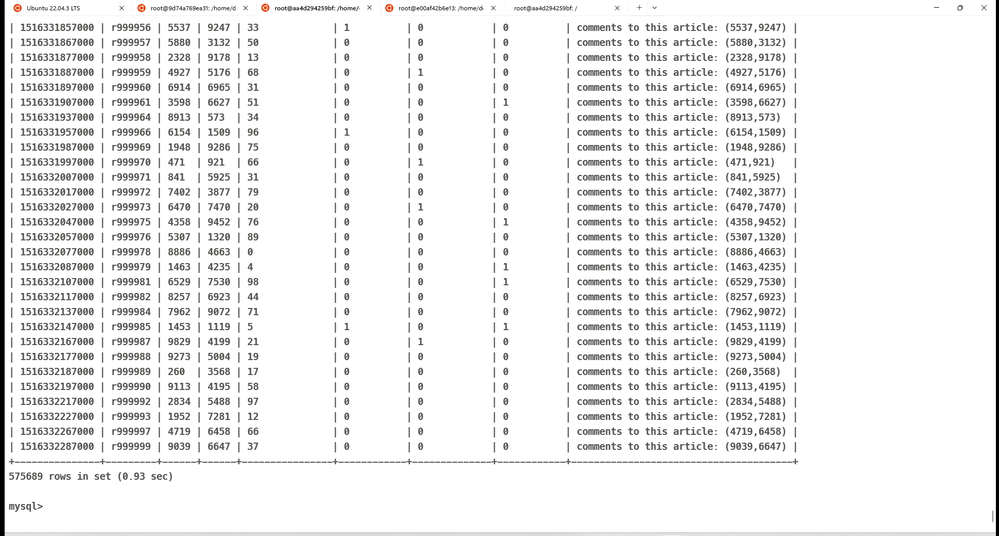 Ubuntu 22.04.3 LTS root@9d74a769ea31: /home/d root@aa4d294259bf: /home/ root@e00af42b6e13: /home/de root@aa4d294259bf: /
| 1516331857000 | r999956 | 5537 | 9247 | 33 | 1 | 0 | 0 | comments to this article: (5537,9247) |
| 1516331867000 | r999957 | 5880 | 3132 | 50 | 0 | 0 | 0 | comments to this article: (5880,3132) |
| 1516331877000 | r999958 | 2328 | 9178 | 13 | 0 | 0 | 0 | comments to this article: (2328,9178) |
| 1516331887000 | r999959 | 4927 | 5176 | 68 | 0 | 1 | 0 | comments to this article: (4927,5176) |
| 1516331897000 | r999960 | 6914 | 6965 | 31 | 0 | 0 | 0 | comments to this article: (6914,6965) |
| 1516331907000 | r999961 | 3598 | 6627 | 51 | 0 | 0 | 1 | comments to this article: (3598,6627) |
| 1516331937000 | r999964 | 8913 | 573 | 34 | 0 | 0 | 0 | comments to this article: (8913,573) |
| 1516331957000 | r999966 | 6154 | 1509 | 96 | 1 | 0 | 0 | comments to this article: (6154,1509) |
| 1516331987000 | r999969 | 1948 | 9286 | 75 | 0 | 0 | 0 | comments to this article: (1948,9286) |
| 1516331997000 | r999970 | 471 | 921 | 66 | 0 | 1 | 0 | comments to this article: (471,921) |
| 1516332007000 | r999971 | 841 | 5925 | 31 | 0 | 0 | 0 | comments to this article: (841,5925) |
| 1516332017000 | r999972 | 7402 | 3877 | 79 | 0 | 0 | 0 | comments to this article: (7402,3877) |
| 1516332027000 | r999973 | 6470 | 7470 | 20 | 0 | 1 | 0 | comments to this article: (6470,7470) |
| 1516332047000 | r999975 | 4358 | 9452 | 76 | 0 | 0 | 1 | comments to this article: (4358,9452) |
| 1516332057000 | r999976 | 5307 | 1320 | 89 | 0 | 0 | 0 | comments to this article: (5307,1320) |
| 1516332077000 | r999978 | 8886 | 4663 | 0 | 0 | 0 | 0 | comments to this article: (8886,4663) |
| 1516332087000 | r999979 | 1463 | 4235 | 4 | 0 | 0 | 1 | comments to this article: (1463,4235) |
| 1516332107000 | r999981 | 6529 | 7530 | 98 | 0 | 0 | 1 | comments to this article: (6529,7530) |
| 1516332117000 | r999982 | 8257 | 6923 | 44 | 0 | 0 | 0 | comments to this article: (8257,6923) |
| 1516332137000 | r999984 | 7962 | 9072 | 71 | 0 | 0 | 0 | comments to this article: (7962,9072) |
| 1516332147000 | r999985 | 1453 | 1119 | 5 | 1 | 0 | 1 | comments to this article: (1453,1119) |
| 1516332167000 | r999987 | 9829 | 4199 | 21 | 0 | 1 | 0 | comments to this article: (9829,4199) |
| 1516332177000 | r999988 | 9273 | 5004 | 19 | 0 | 0 | 0 | comments to this article: (9273,5004) |
| 1516332187000 | r999989 | 260 | 3568 | 17 | 0 | 0 | 0 | comments to this article: (260,3568) |
| 1516332197000 | r999990 | 9113 | 4195 | 58 | 0 | 0 | 0 | comments to this article: (9113,4195) |
| 1516332217000 | r999992 | 2834 | 5488 | 97 | 0 | 0 | 0 | comments to this article: (2834,5488) |
| 1516332227000 | r999993 | 1952 | 7281 | 12 | 0 | 0 | 0 | comments to this article: (1952,7281) |
| 1516332267000 | r999997 | 4719 | 6458 | 66 | 0 | 0 | 0 | comments to this article: (4719,6458) |
| 1516332287000 | r999999 | 9039 | 6647 | 37 | 0 | 0 | 0 | comments to this article: (9039,6647) |
+---------------+---------+------+------+----------------+------------+--------------+------------+---------------------------------------+
575689 rows in set (0.93 sec)
mysql>